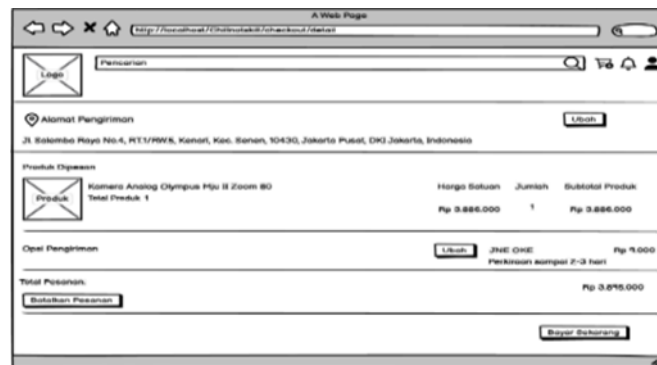 A Web Page
http://localhost/Chilinolakit/checkout/detail
Logo
Pencarian
Alamat Pengiriman
Ubah
Jl. Salemba Raya No.4, RT.1/RW.5, Kenari, Kec. Senen, 10430, Jakarta Pusat, DKI Jakarta, Indonesia
Produk Dipesan
Produk
Kamera Analog Olympus Mju II Zoom 80
Total Produk 1
Harga Satuan Jumlah Subtotal Produk
Rp 3.886.000 1 Rp 3.886.000
Opsi Pengiriman
Ubah
JNE OKE Rp 9.000
Perkiraan sampai 2-3 hari
Total Pesanan:
Rp 3.895.000
Batalkan Pesanan
Bayar Sekarang